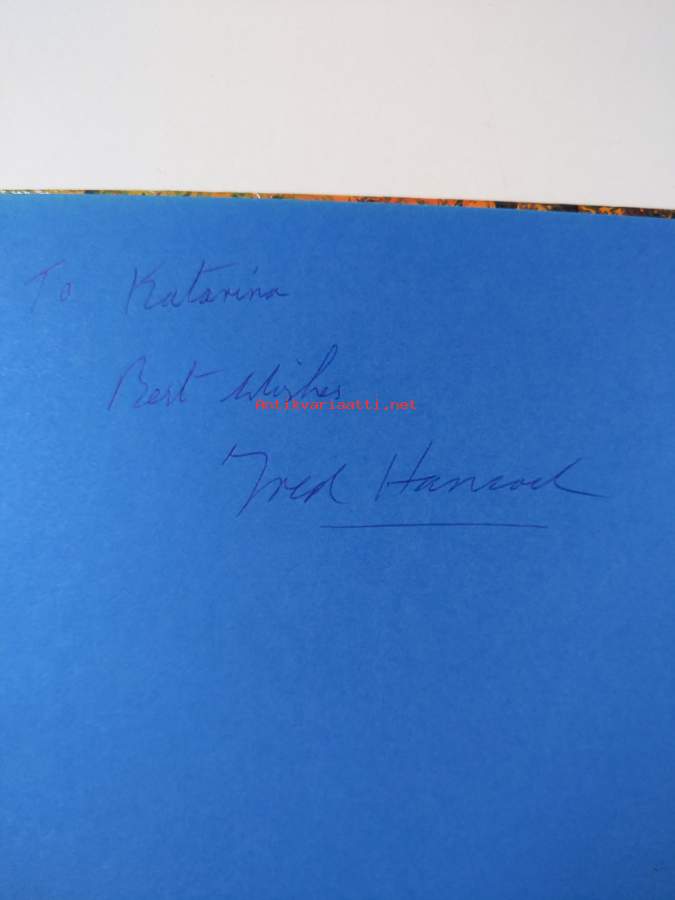 To Katarina
Best Wishes
Antikvariaatti.net
Fred Hancock